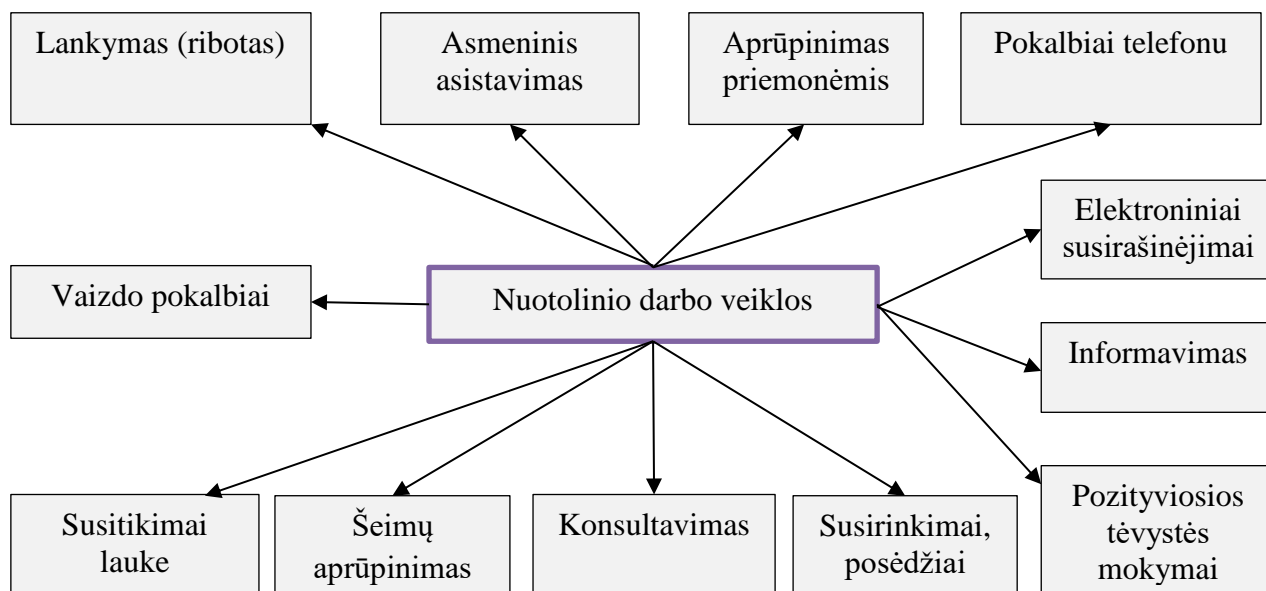 Lankymas (ribotas)
Asmeninis
asistavimas
Aprūpinimas
priemonėmis
Pokalbiai telefonu
Elektroniniai
susirašinėjimai
Vaizdo pokalbiai
Nuotolinio darbo veiklos
Informavimas
Susitikimai
lauke
Šeimų
aprūpinimas
Konsultavimas
Susirinkimai,
posėdžiai
Pozityviosios
tėvystės
mokymai